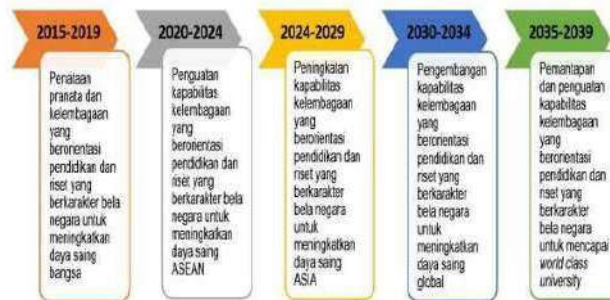 2015-2019
Penataan
pranata dan
kelembagaan
yang
berorientasi
pendidikan dan
riset yang
berkarakter bela
negara untuk
meningkatkan
daya saing
bangsa
2020-2024
Penguatan
kapabilitas
kelembagaan
yang
berorientasi
pendidikan dan
riset yang
berkarakter bela
negara untuk
meningkatkan
daya saing
ASEAN
2024-2029
Peningkatan
kapabilitas
kelembagaan yang
berorientasi
pendidikan dan
riset yang
berkarakter
bela negara
untuk
meningkatkan
daya saing
ASIA
2030-2034
Pengembangan
kapabilitas
kelembagaan
yang
berorientasi
pendidikan dan
riset yang
berkarakter
bela negara
untuk
meningkatkan
daya saing
global
2035-2039
Pemantapan
dan penguatan
kapabilitas
kelembagaan
yang
berorientasi
pendidikan dan
riset yang
berkarakter
bela negara
untuk mencapai
world class
university